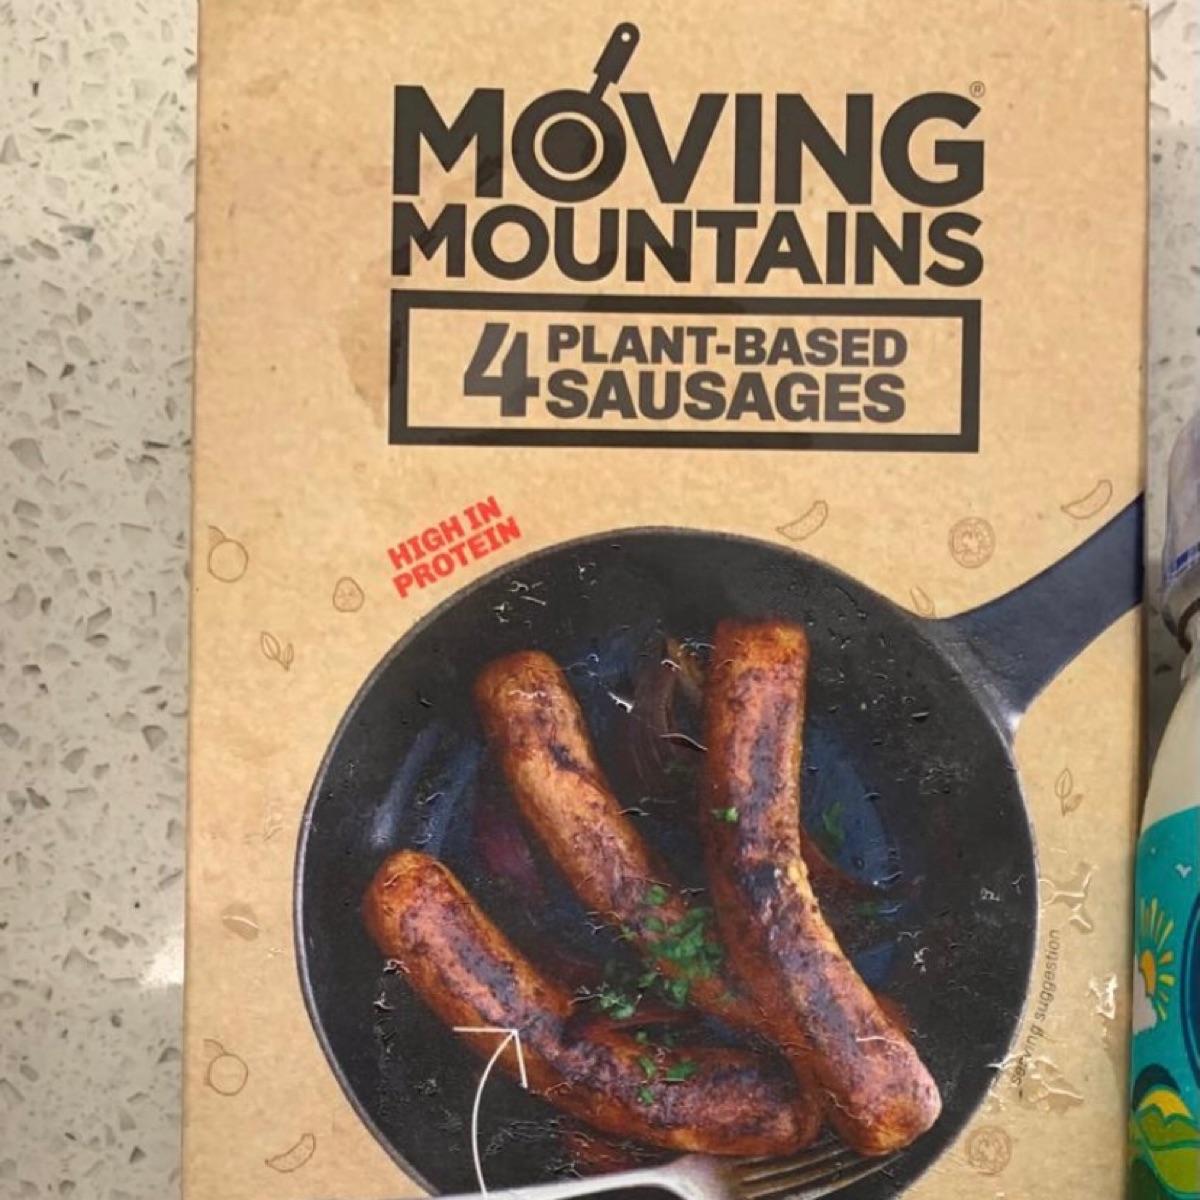 MOVING®
MOUNTAINS
4 PLANT-BASED
SAUSAGES
HIGH IN
PROTEIN
Serving suggestion